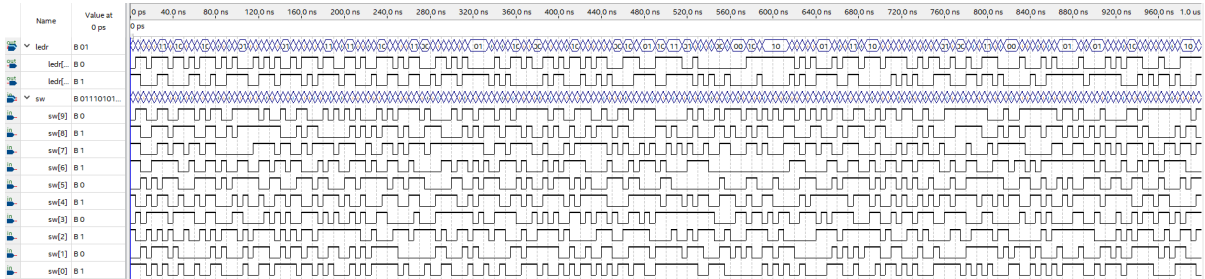 Name Value at 0 ps
0 ps 40.0 ns 80.0 ns 120.0 ns 160.0 ns 200.0 ns 240.0 ns 280.0 ns 320.0 ns 360.0 ns 400.0 ns 440.0 ns 480.0 ns 520.0 ns 560.0 ns 600.0 ns 640.0 ns 680.0 ns 720.0 ns 760.0 ns 800.0 ns 840.0 ns 880.0 ns 920.0 ns 960.0 ns 1.0 us
0 ps
out ledr B 01
out ledr[... B 0
out ledr[... B 1
in sw B 01110101...
in sw[9] B 0
in sw[8] B 1
in sw[7] B 1
in sw[6] B 1
in sw[5] B 0
in sw[4] B 1
in sw[3] B 0
in sw[2] B 1
in sw[1] B 0
in sw[0] B 1